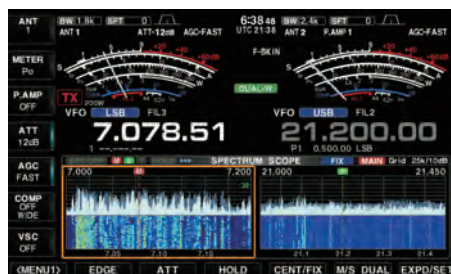 ANT
1
METER
Po
P.AMP
OFF
ATT
12dB
AGC
FAST
COMP
OFF
WIDE
VSC
OFF
BW 1.8k SFT 0
ANT 1 ATT-12dB AGC-FAST
6:38 46
UTC 21:38
BW 2.4k SFT 0
ANT 2 P.AMP1 AGC-FAST
F-SKIN
DUAL-W
TX 200W
VFO LSB FIL3
7.078.51
VFO USB FIL2
21.200.00
P1 0.500.00 LSB
SPECTRUM SCOPE FIX MAIN Grid 25k/10dB
7.000 7.200
21.000 21.450
7.05 7.10 7.15
21.1 21.2 21.3 21.4
<MENU1> EDGE ATT HOLD CENT/FIX M/S DUAL EXPD/SET